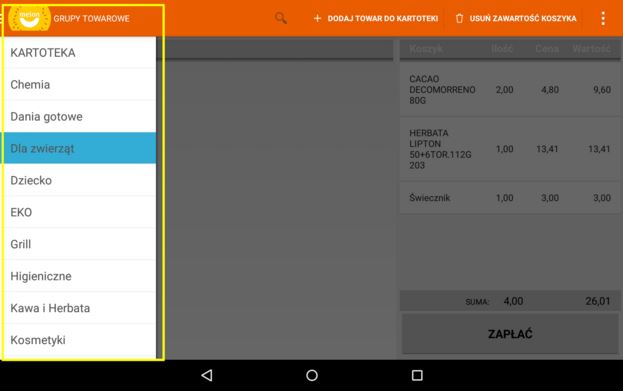 melon
GRUPY TOWAROWE
+ DODAJ TOWAR DO KARTOTEKI
USUŃ ZAWARTOŚĆ KOSZYKA
KARTOTEKA
Chemia
Dania gotowe
Dla zwierząt
Dziecko
EKO
Grill
Higieniczne
Kawa i Herbata
Kosmetyki
Koszyk Ilość Cena Wartość
CACAO
DECOMORRENO 2,00 4,80 9,60
80G
HERBATA
LIPTON
50+6TOR.112G 1,00 13,41 13,41
203
Świecznik 1,00 3,00 3,00
SUMA: 4,00 26,01
ZAPŁAĆ